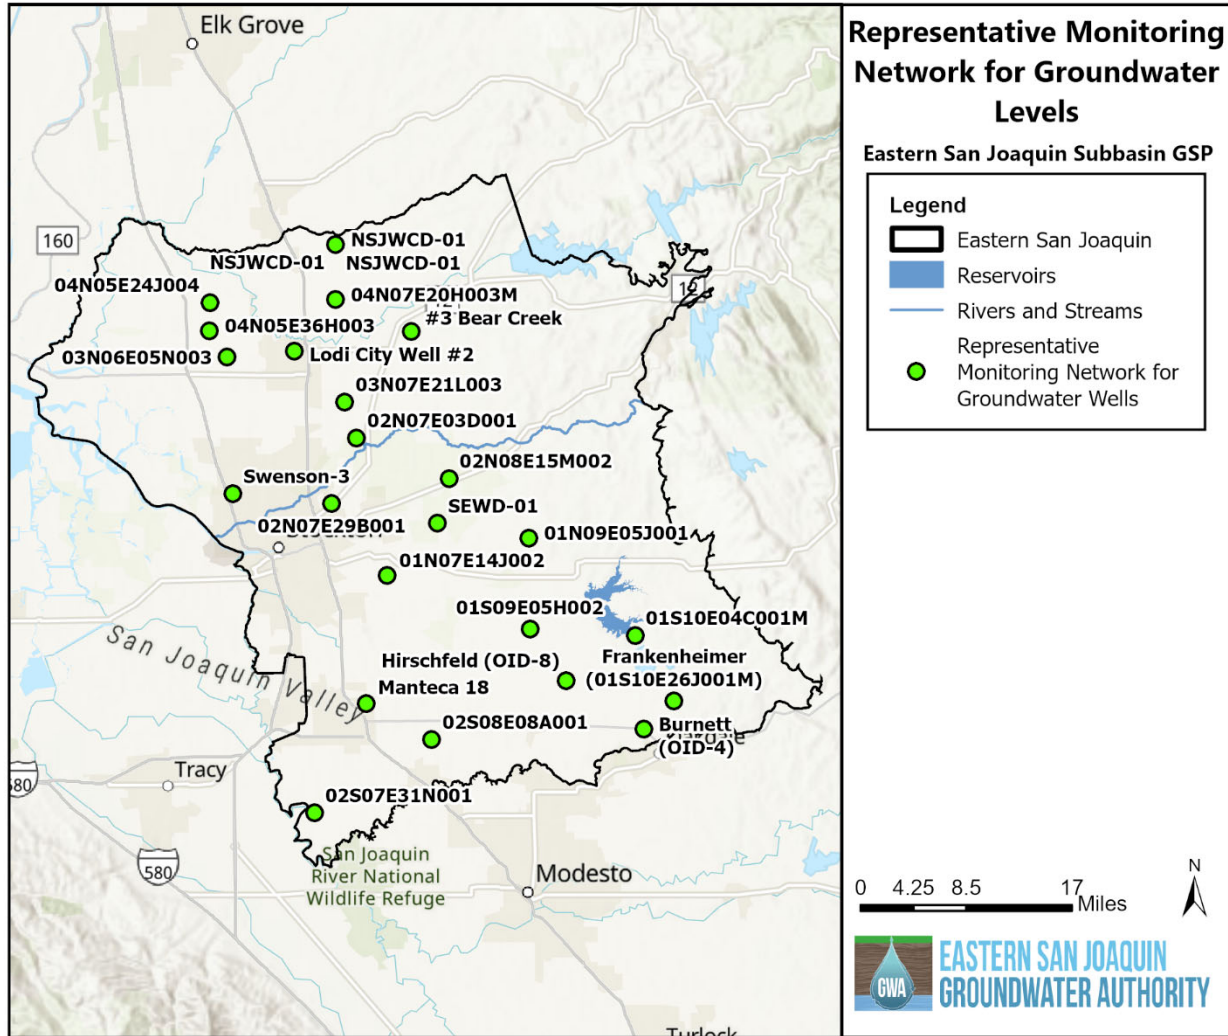 Elk Grove
160
NSJWCD-01
NSJWCD-01
NSJWCD-01
04N05E24J004
04N07E20H003M
12
04N05E36H003
#3 Bear Creek
03N06E05N003
Lodi City Well #2
03N07E21L003
02N07E03D001
02N08E15M002
Swenson-3
SEWD-01
02N07E29B001
01N09E05J001
01N07E14J002
01S09E05H002
01S10E04C001M
San Joaquin Valley
Hirschfeld (OID-8)
Frankenheimer
(01S10E26J001M)
Manteca 18
02S08E08A001
Burnett
(OID-4)
Tracy
580
02S07E31N001
San Joaquin
River National
Wildlife Refuge
580
Modesto
Turlock
Representative Monitoring
Network for Groundwater
Levels
Eastern San Joaquin Subbasin GSP
Legend
Eastern San Joaquin
Reservoirs
Rivers and Streams
Representative
Monitoring Network for
Groundwater Wells
N
0 4.25 8.5 17
Miles
GWA
EASTERN SAN JOAQUIN
GROUNDWATER AUTHORITY